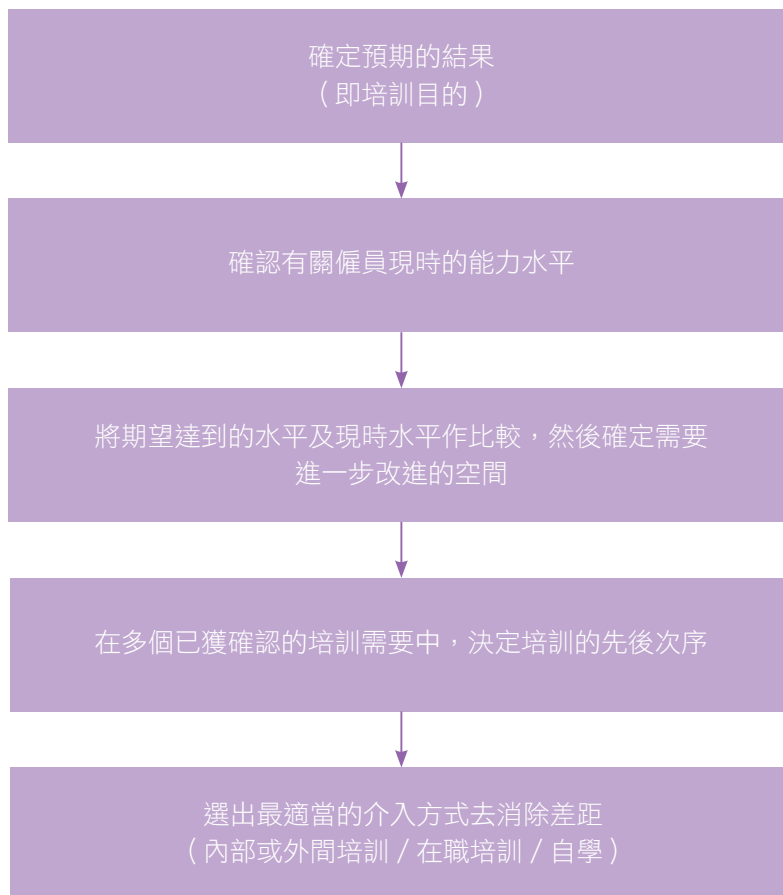 確定預期的結果
（即培訓目的）
確認有關僱員現時的能力水平
將期望達到的水平及現時水平作比較，然後確定需要
進一步改進的空間
在多個已獲確認的培訓需要中，決定培訓的先後次序
選出最適當的介入方式去消除差距
（內部或外間培訓 / 在職培訓 / 自學）